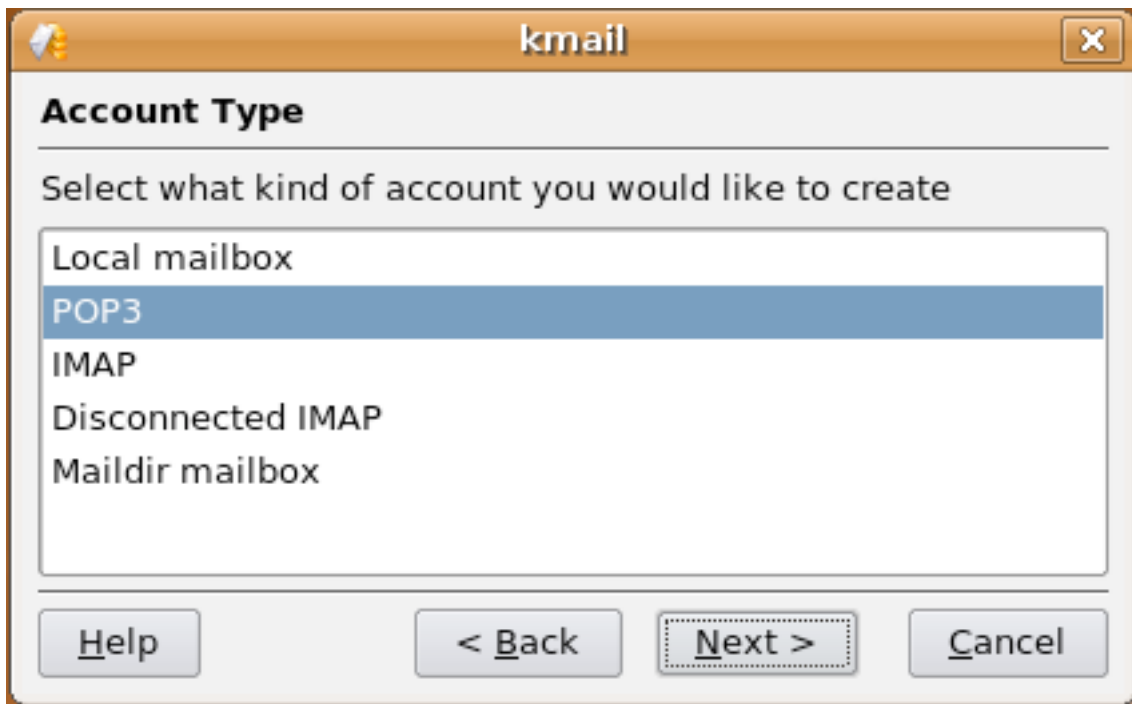 kmail
Account Type
Select what kind of account you would like to create
Local mailbox
POP3
IMAP
Disconnected IMAP
Maildir mailbox
Help < Back Next > Cancel